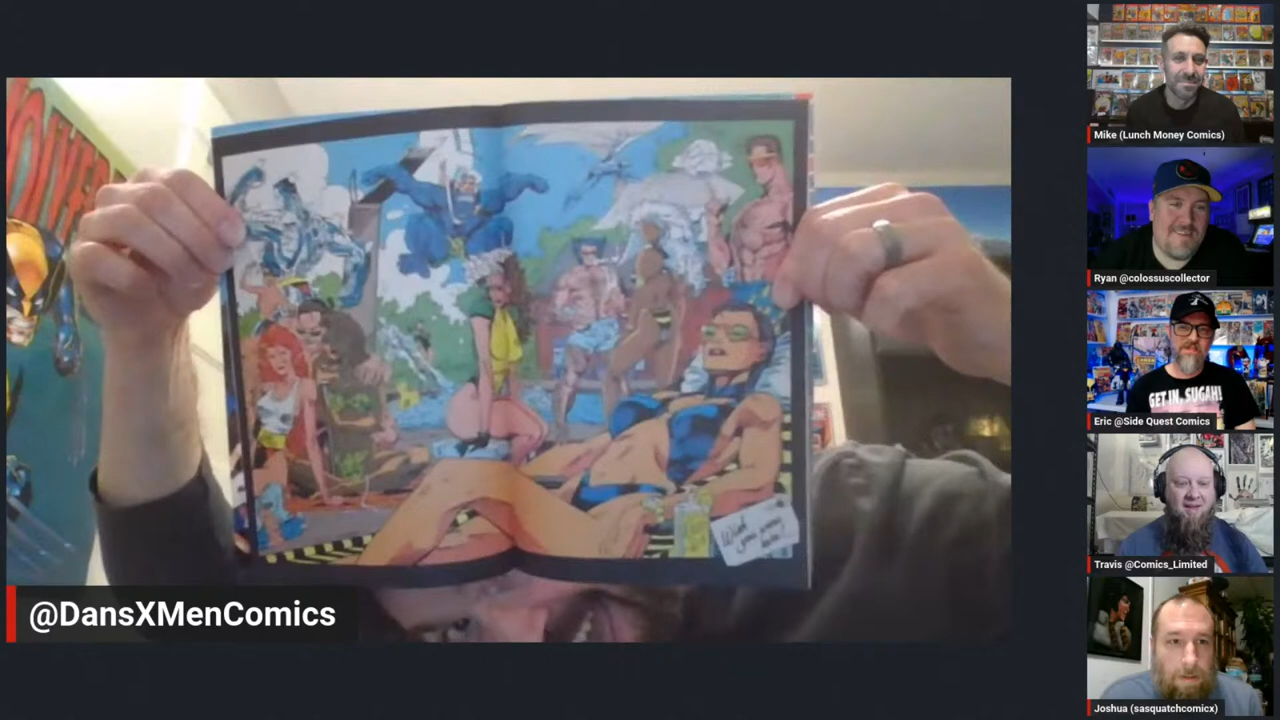 @DansXMenComics
Wish
you were
here!
Mike (Lunch Money Comics)
Ryan @colossuscollector
GET IN, SUGAH!
Eric @Side Quest Comics
Travis @Comics_Limited
Joshua (sasquatchcomicx)